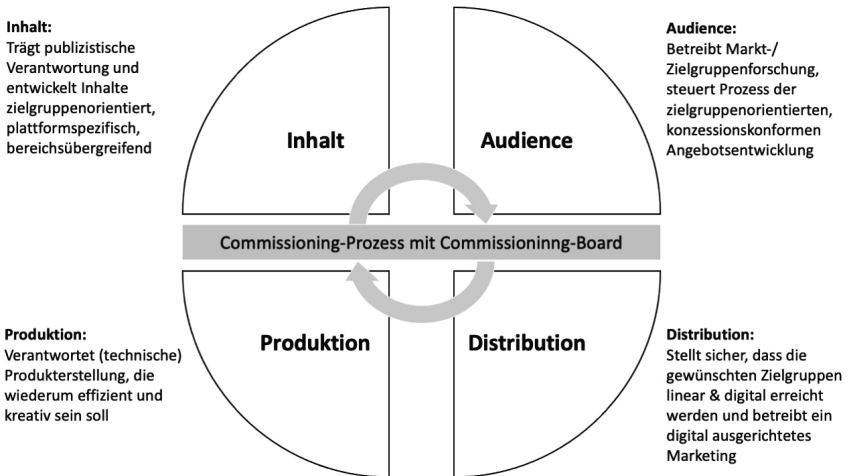 Inhalt:
Trägt publizistische
Verantwortung und
entwickelt Inhalte
zielgruppenorientiert,
plattformspezifisch,
bereichsübergreifend
Inhalt
Audience
Audience:
Betreibt Markt-/
Zielgruppenforschung,
steuert Prozess der
zielgruppenorientierten,
konzessionskonformen
Angebotsentwicklung
Commissioning-Prozess mit Commissioninng-Board
Produktion:
Verantwortet (technische)
Produkterstellung, die
wiederum effizient und
kreativ sein soll
Produktion
Distribution
Distribution:
Stellt sicher, dass die
gewünschten Zielgruppen
linear & digital erreicht
werden und betreibt ein
digital ausgerichtetes
Marketing